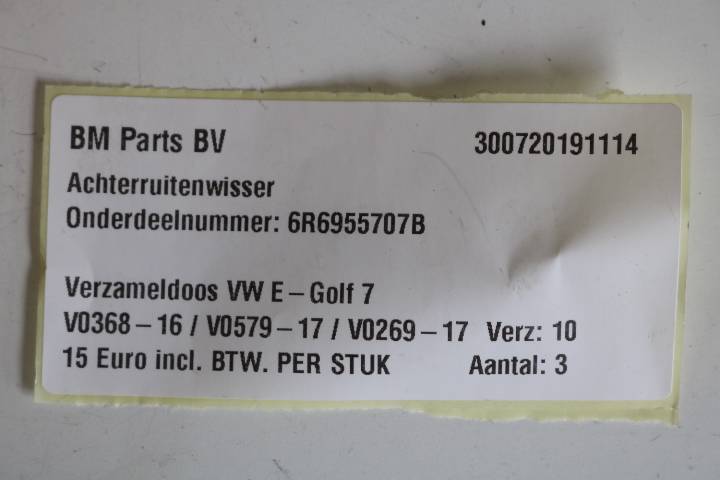 BM Parts BV 300720191114
Achterruitenwisser
Onderdeelnummer: 6R6955707B
Verzameldoos VW E – Golf 7
V0368 – 16 / V0579 – 17 / V0269 – 17 Verz: 10
15 Euro incl. BTW. PER STUK Aantal: 3